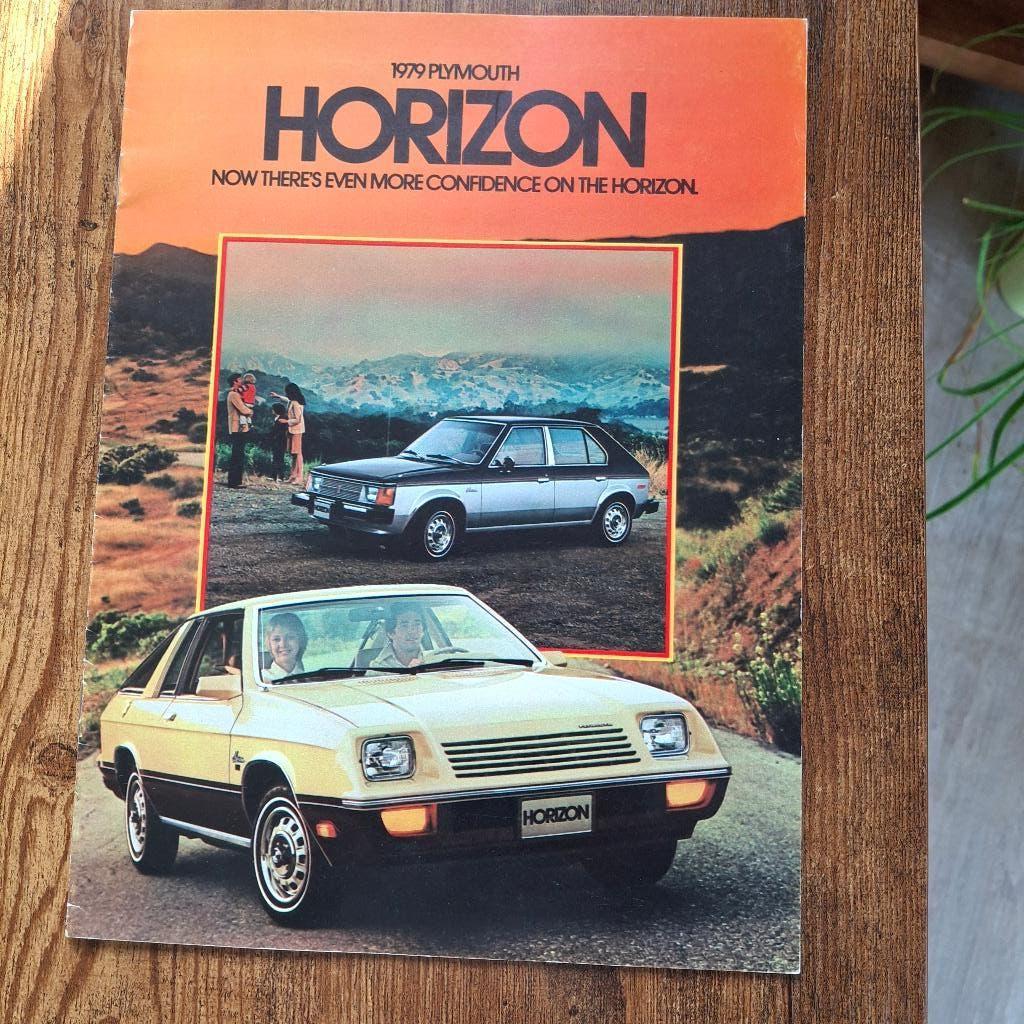 1979 PLYMOUTH
HORIZON
NOW THERE'S EVEN MORE CONFIDENCE ON THE HORIZON.
HORIZON